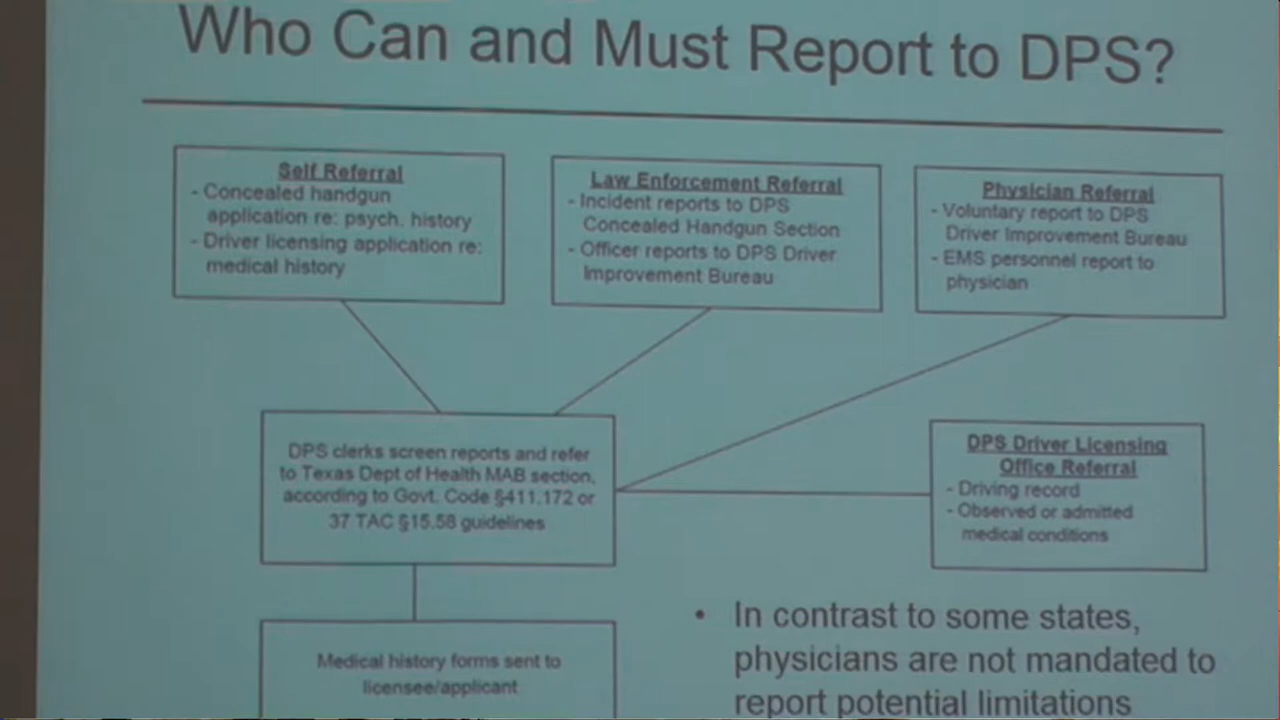 Who Can and Must Report to DPS?
Self Referral
- Concealed handgun
application re: psych. history
- Driver licensing application re:
medical history
Law Enforcement Referral
- Incident reports to DPS
Concealed Handgun Section
- Officer reports to DPS Driver
Improvement Bureau
Physician Referral
- Voluntary report to DPS
Driver Improvement Bureau
- EMS personnel report to
physician
DPS clerks screen reports and refer
to Texas Dept of Health MAB section,
according to Govt. Code §411.172 or
37 TAC §15.58 guidelines
DPS Driver Licensing
Office Referral
- Driving record
- Observed or admitted
medical conditions
Medical history forms sent to
licensee/applicant
• In contrast to some states,
physicians are not mandated to
report potential limitations